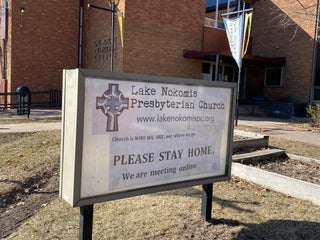 Lake Nokomis
Presbyterian Church
www.lakenokomispc.org
Church is WHO WE ARE, not where we go.
PLEASE STAY HOME.
We are meeting online.